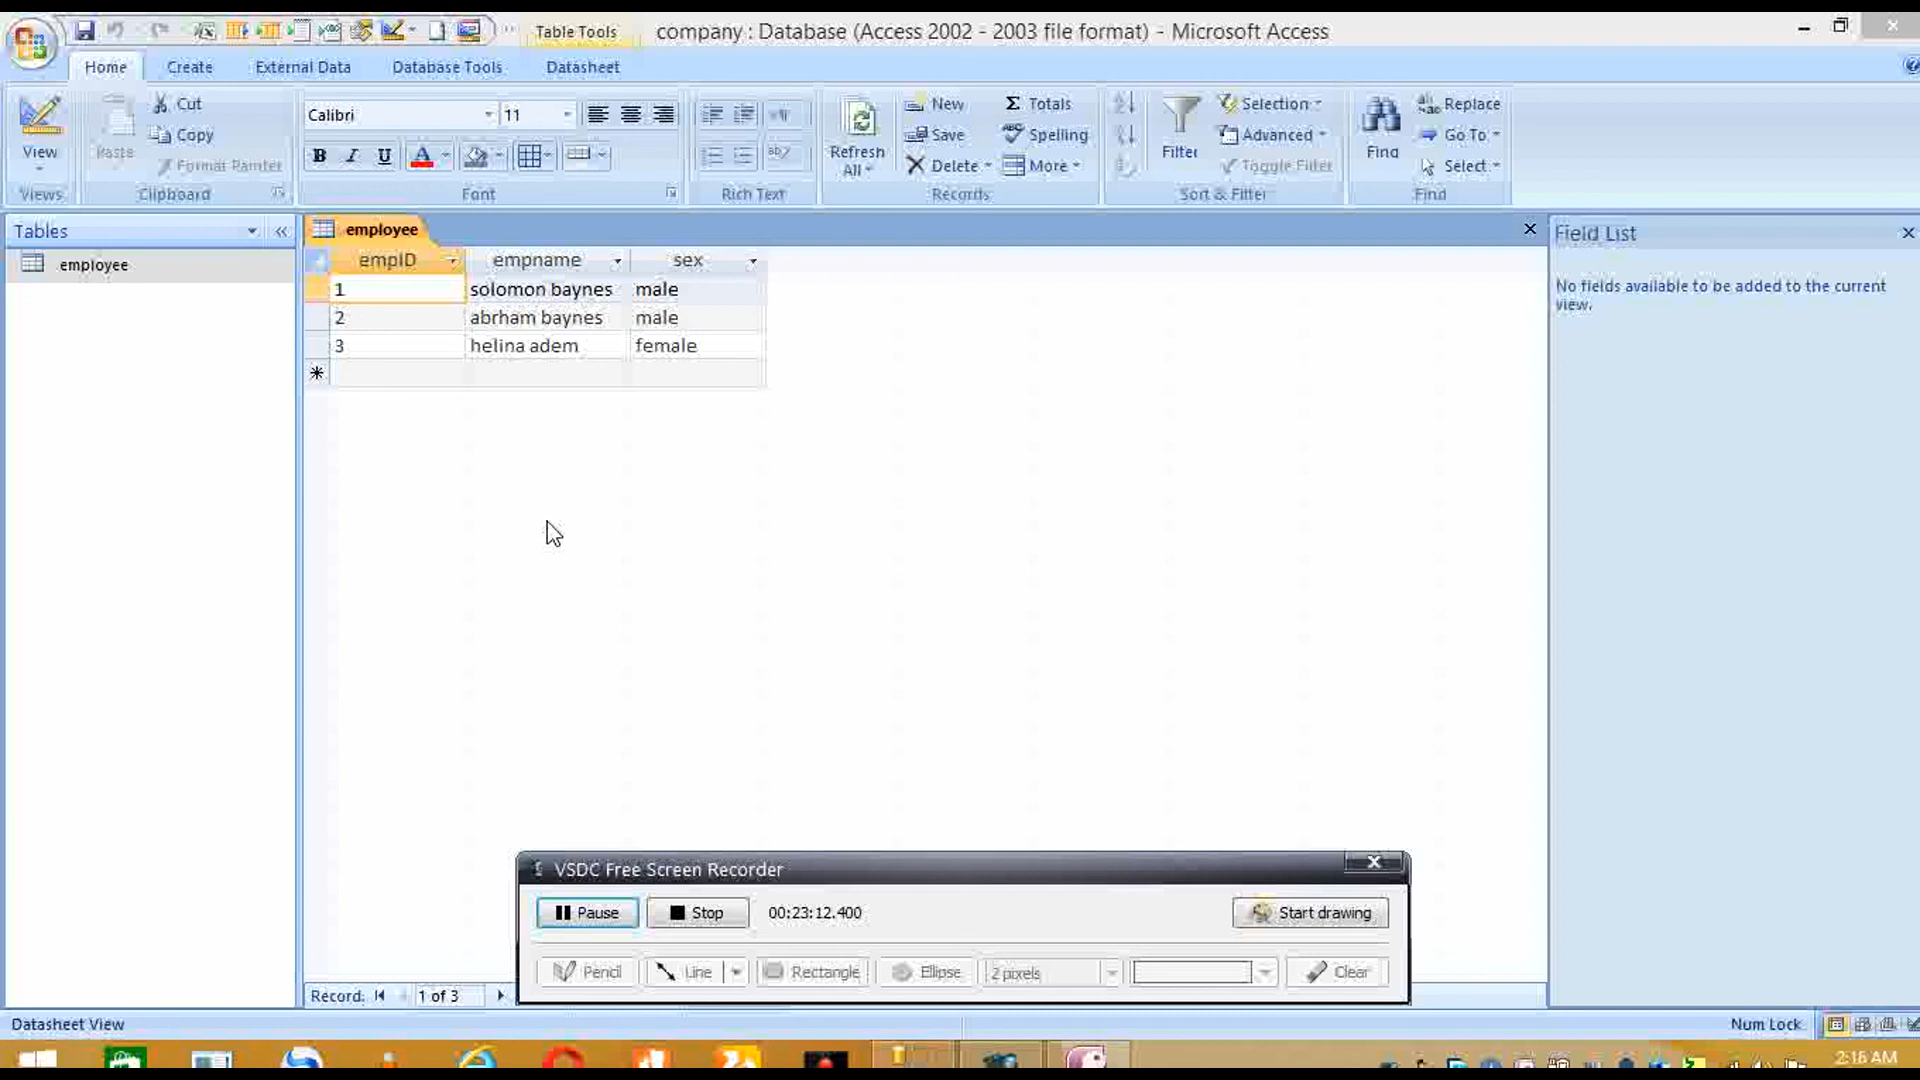 Table Tools
company : Database (Access 2002 - 2003 file format) - Microsoft Access
Home Create External Data Database Tools Datasheet
View
Paste
Cut
Copy
Format Painter
Calibri 11
B I U A
Refresh All
New
Save
Delete
Σ Totals
Spelling
More
Filter
Selection
Advanced
Toggle Filter
Find
Replace
Go To
Select
Views Clipboard Font Rich Text Records Sort & Filter Find
Tables
employee
employee
empID empname sex
1 solomon baynes male
2 abrham baynes male
3 helina adem female
Field List
No fields available to be added to the current
view.
VSDC Free Screen Recorder
Pause Stop 00:23:12.400 Start drawing
Pencil Line Rectangle Ellipse 2 pixels Clear
Record: 1 of 3
Datasheet View Num Lock
2:16 AM